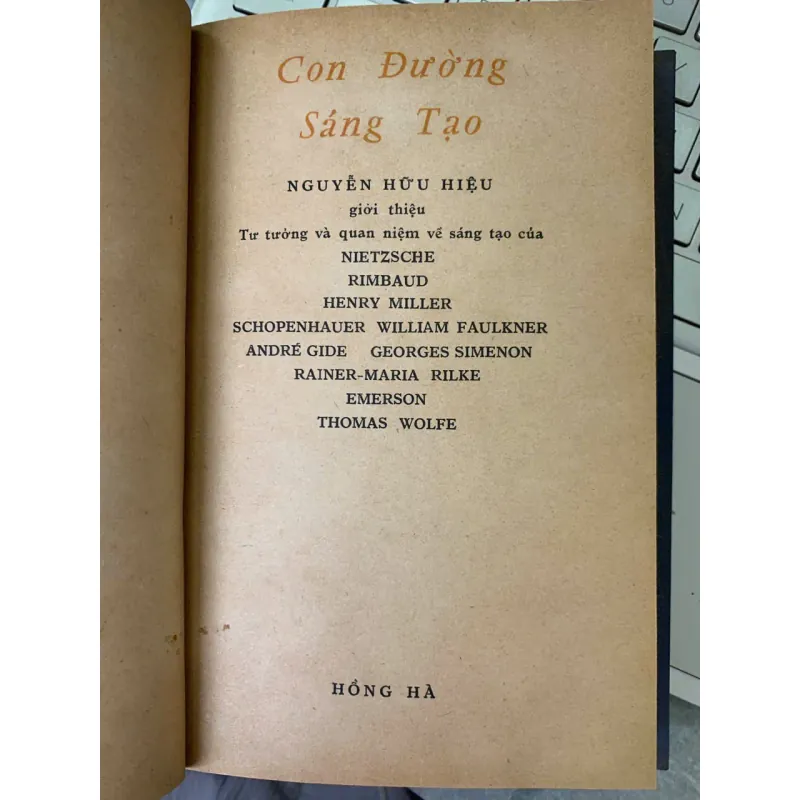 Con Đường
Sáng Tạo
NGUYỄN HỮU HIỆU
giới thiệu
Tư tưởng và quan niệm về sáng tạo của
NIETZSCHE
RIMBAUD
HENRY MILLER
SCHOPENHAUER WILLIAM FAULKNER
ANDRÉ GIDE GEORGES SIMENON
RAINER-MARIA RILKE
EMERSON
THOMAS WOLFE
HỒNG HÀ